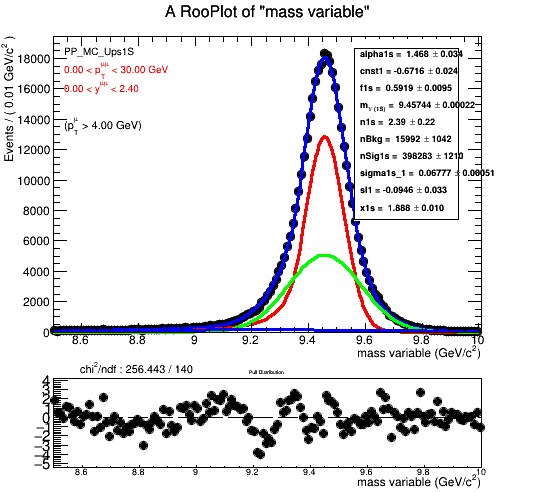 A RooPlot of "mass variable"
Events / ( 0.01 GeV/c² )
PP_MC_Ups1S
0.00 < p_T^μμ < 30.00 GeV
0.00 < y^μμ < 2.40
(p_T^μ > 4.00 GeV)
alpha1s = 1.468 ± 0.034
cnst1 = -0.6716 ± 0.024
f1s = 0.5919 ± 0.0095
m_ϒ (1S) = 9.45744 ± 0.00022
n1s = 2.39 ± 0.22
nBkg = 15992 ± 1042
nSig1s = 398283 ± 1210
sigma1s_1 = 0.06777 ± 0.00051
sl1 = -0.0946 ± 0.033
x1s = 1.888 ± 0.010
18000
16000
14000
12000
10000
8000
6000
4000
2000
0
8.6 8.8 9 9.2 9.4 9.6 9.8 10
mass variable (GeV/c²)
chi²/ndf : 256.443 / 140
Pull Distribution
4
3
2
1
0
−1
−2
−3
−4
−5
8.6 8.8 9 9.2 9.4 9.6 9.8 10
mass variable (GeV/c²)